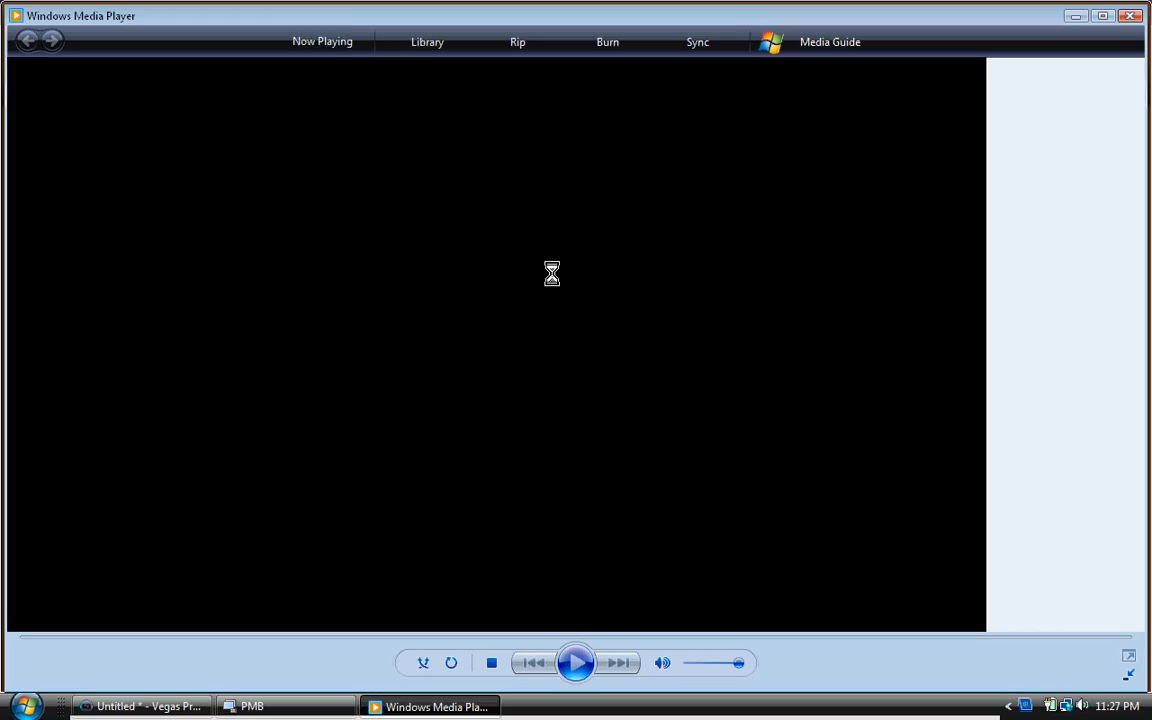 Windows Media Player
Now Playing Library Rip Burn Sync Media Guide
Untitled * - Vegas Pr... PMB Windows Media Pla... 11:27 PM